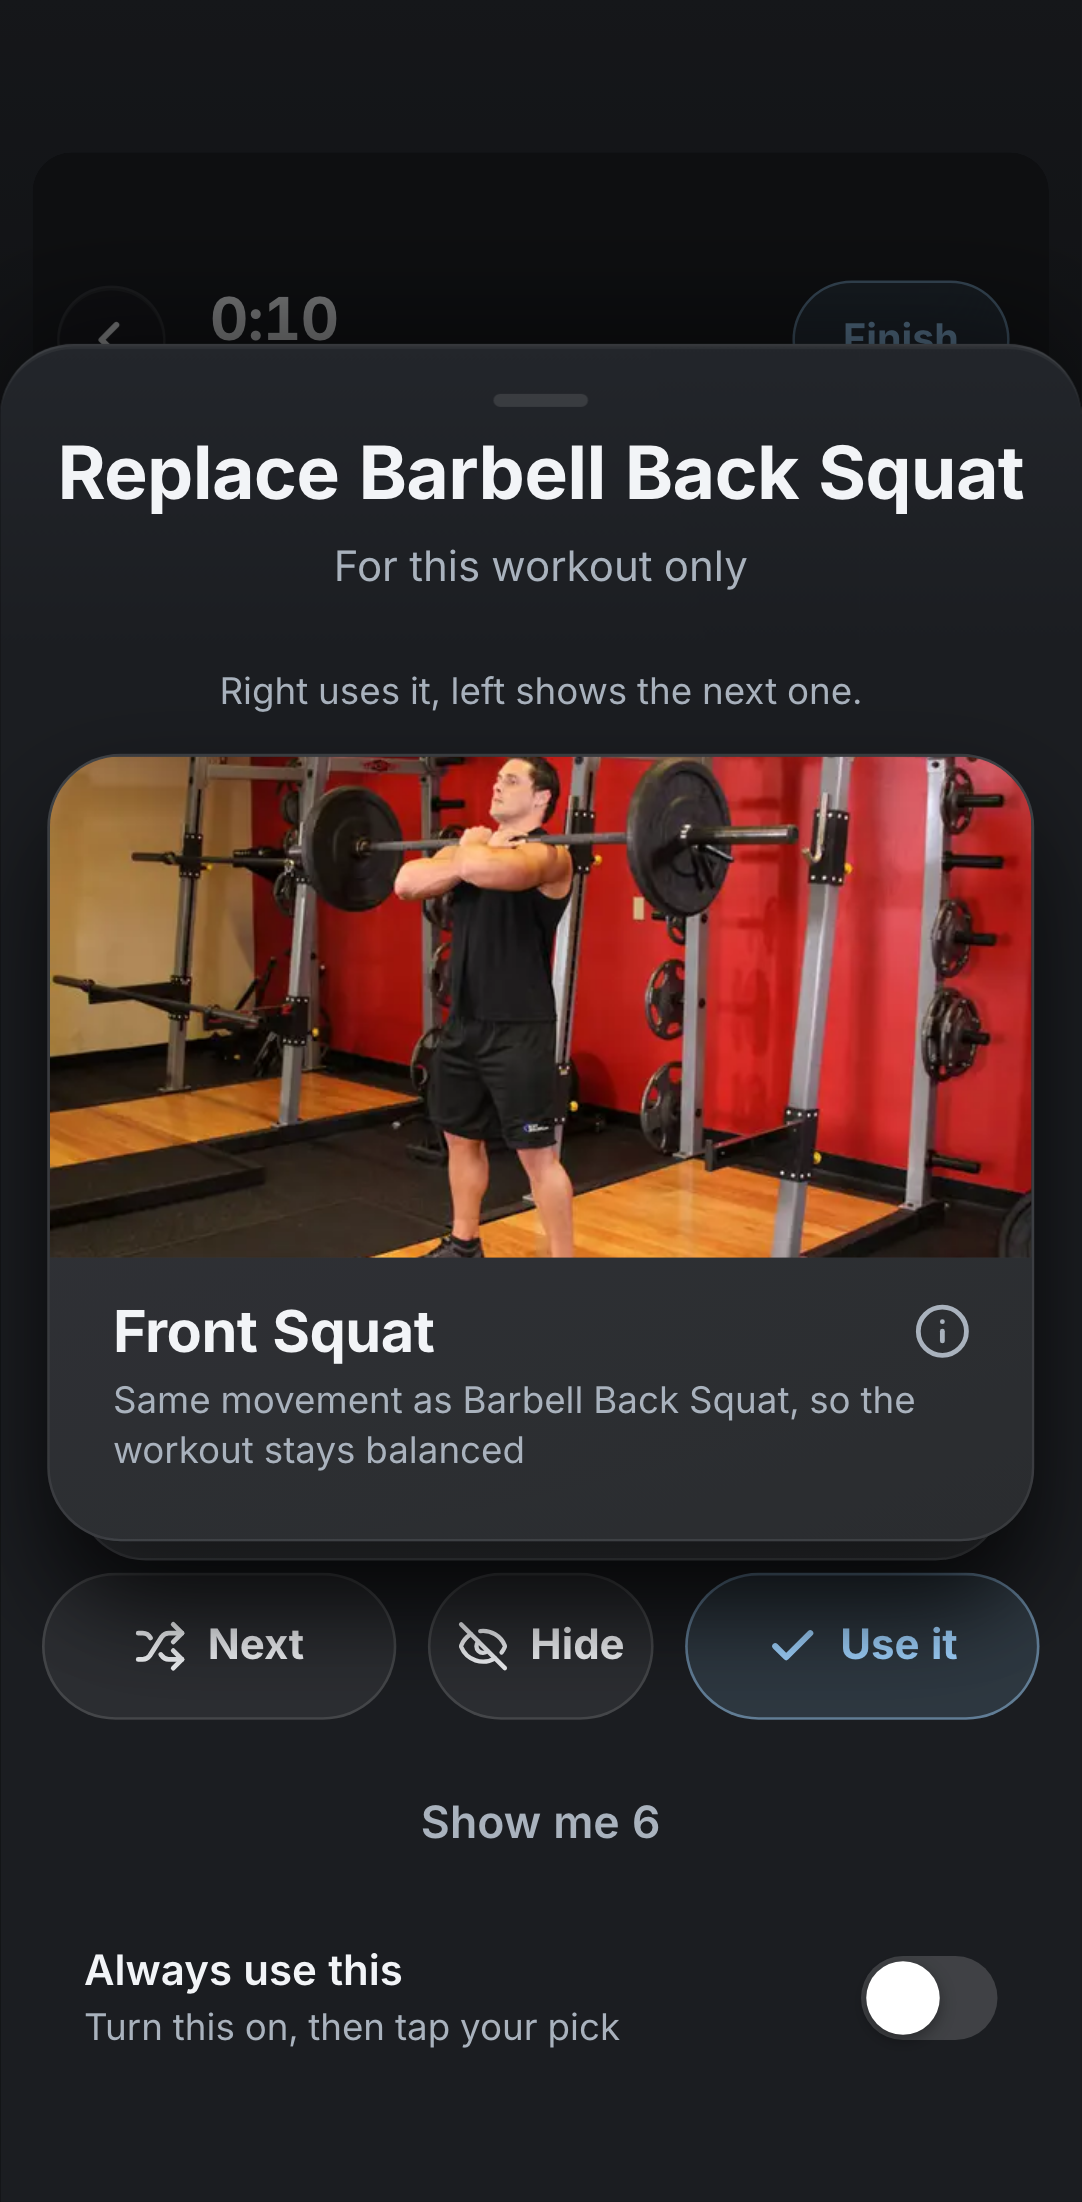 0:10
Finish
Replace Barbell Back Squat
For this workout only
Right uses it, left shows the next one.
Front Squat
Same movement as Barbell Back Squat, so the
workout stays balanced
Next
Hide
Use it
Show me 6
Always use this
Turn this on, then tap your pick